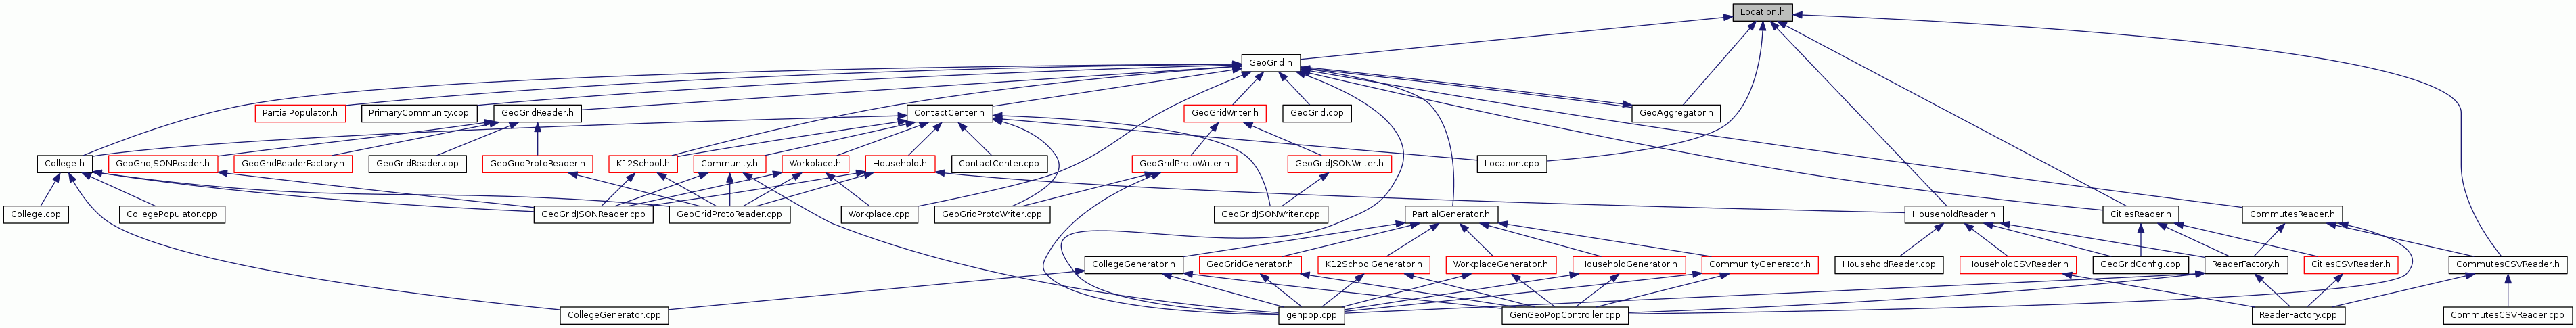 Location.h
GeoGrid.h
PartialPopulator.h
PrimaryCommunity.cpp
GeoGridReader.h
ContactCenter.h
GeoGridWriter.h
GeoGrid.cpp
GeoAggregator.h
College.h
GeoGridJSONReader.h
GeoGridReaderFactory.h
GeoGridReader.cpp
GeoGridProtoReader.h
K12School.h
Community.h
Workplace.h
Household.h
ContactCenter.cpp
GeoGridProtoWriter.h
GeoGridJSONWriter.h
Location.cpp
College.cpp
CollegePopulator.cpp
GeoGridJSONReader.cpp
GeoGridProtoReader.cpp
Workplace.cpp
GeoGridProtoWriter.cpp
GeoGridJSONWriter.cpp
PartialGenerator.h
HouseholdReader.h
CitiesReader.h
CommutesReader.h
CollegeGenerator.h
GeoGridGenerator.h
K12SchoolGenerator.h
WorkplaceGenerator.h
HouseholdGenerator.h
CommunityGenerator.h
HouseholdReader.cpp
HouseholdCSVReader.h
GeoGridConfig.cpp
ReaderFactory.h
CitiesCSVReader.h
CommutesCSVReader.h
CollegeGenerator.cpp
genpop.cpp
GenGeoPopController.cpp
ReaderFactory.cpp
CommutesCSVReader.cpp